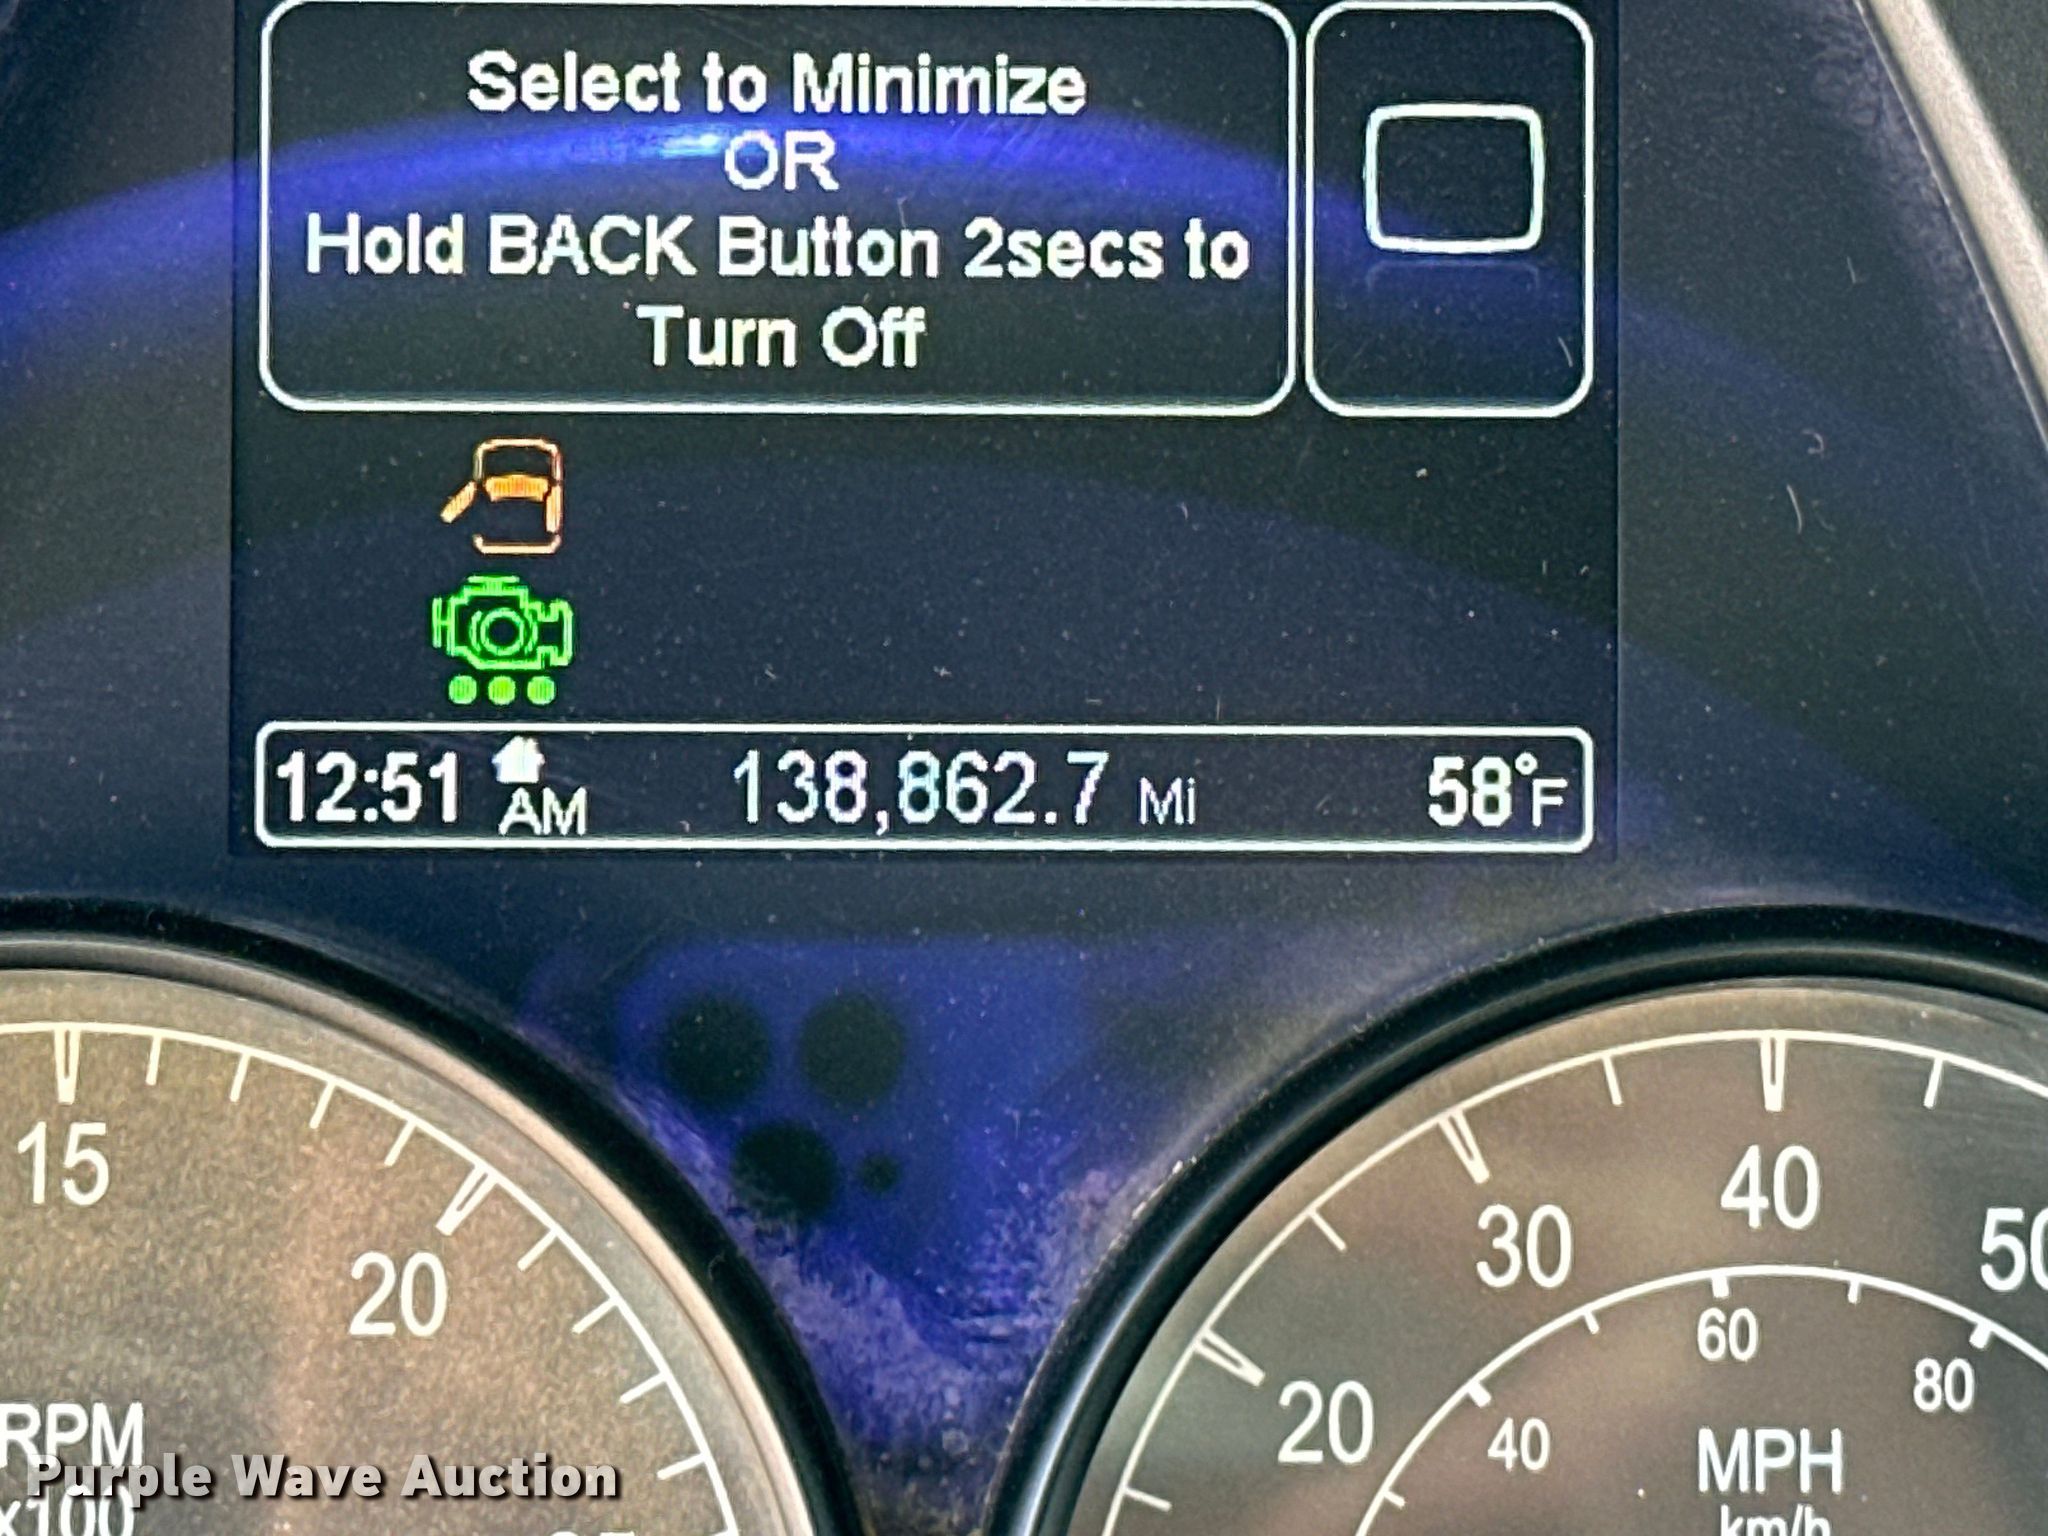 Select to Minimize
OR
Hold BACK Button 2secs to
Turn Off
12:51 AM 138,862.7 Mi 58°F
15
20
RPM
x100
20
30
40
50
40
60
80
MPH
km/h
Purple Wave Auction